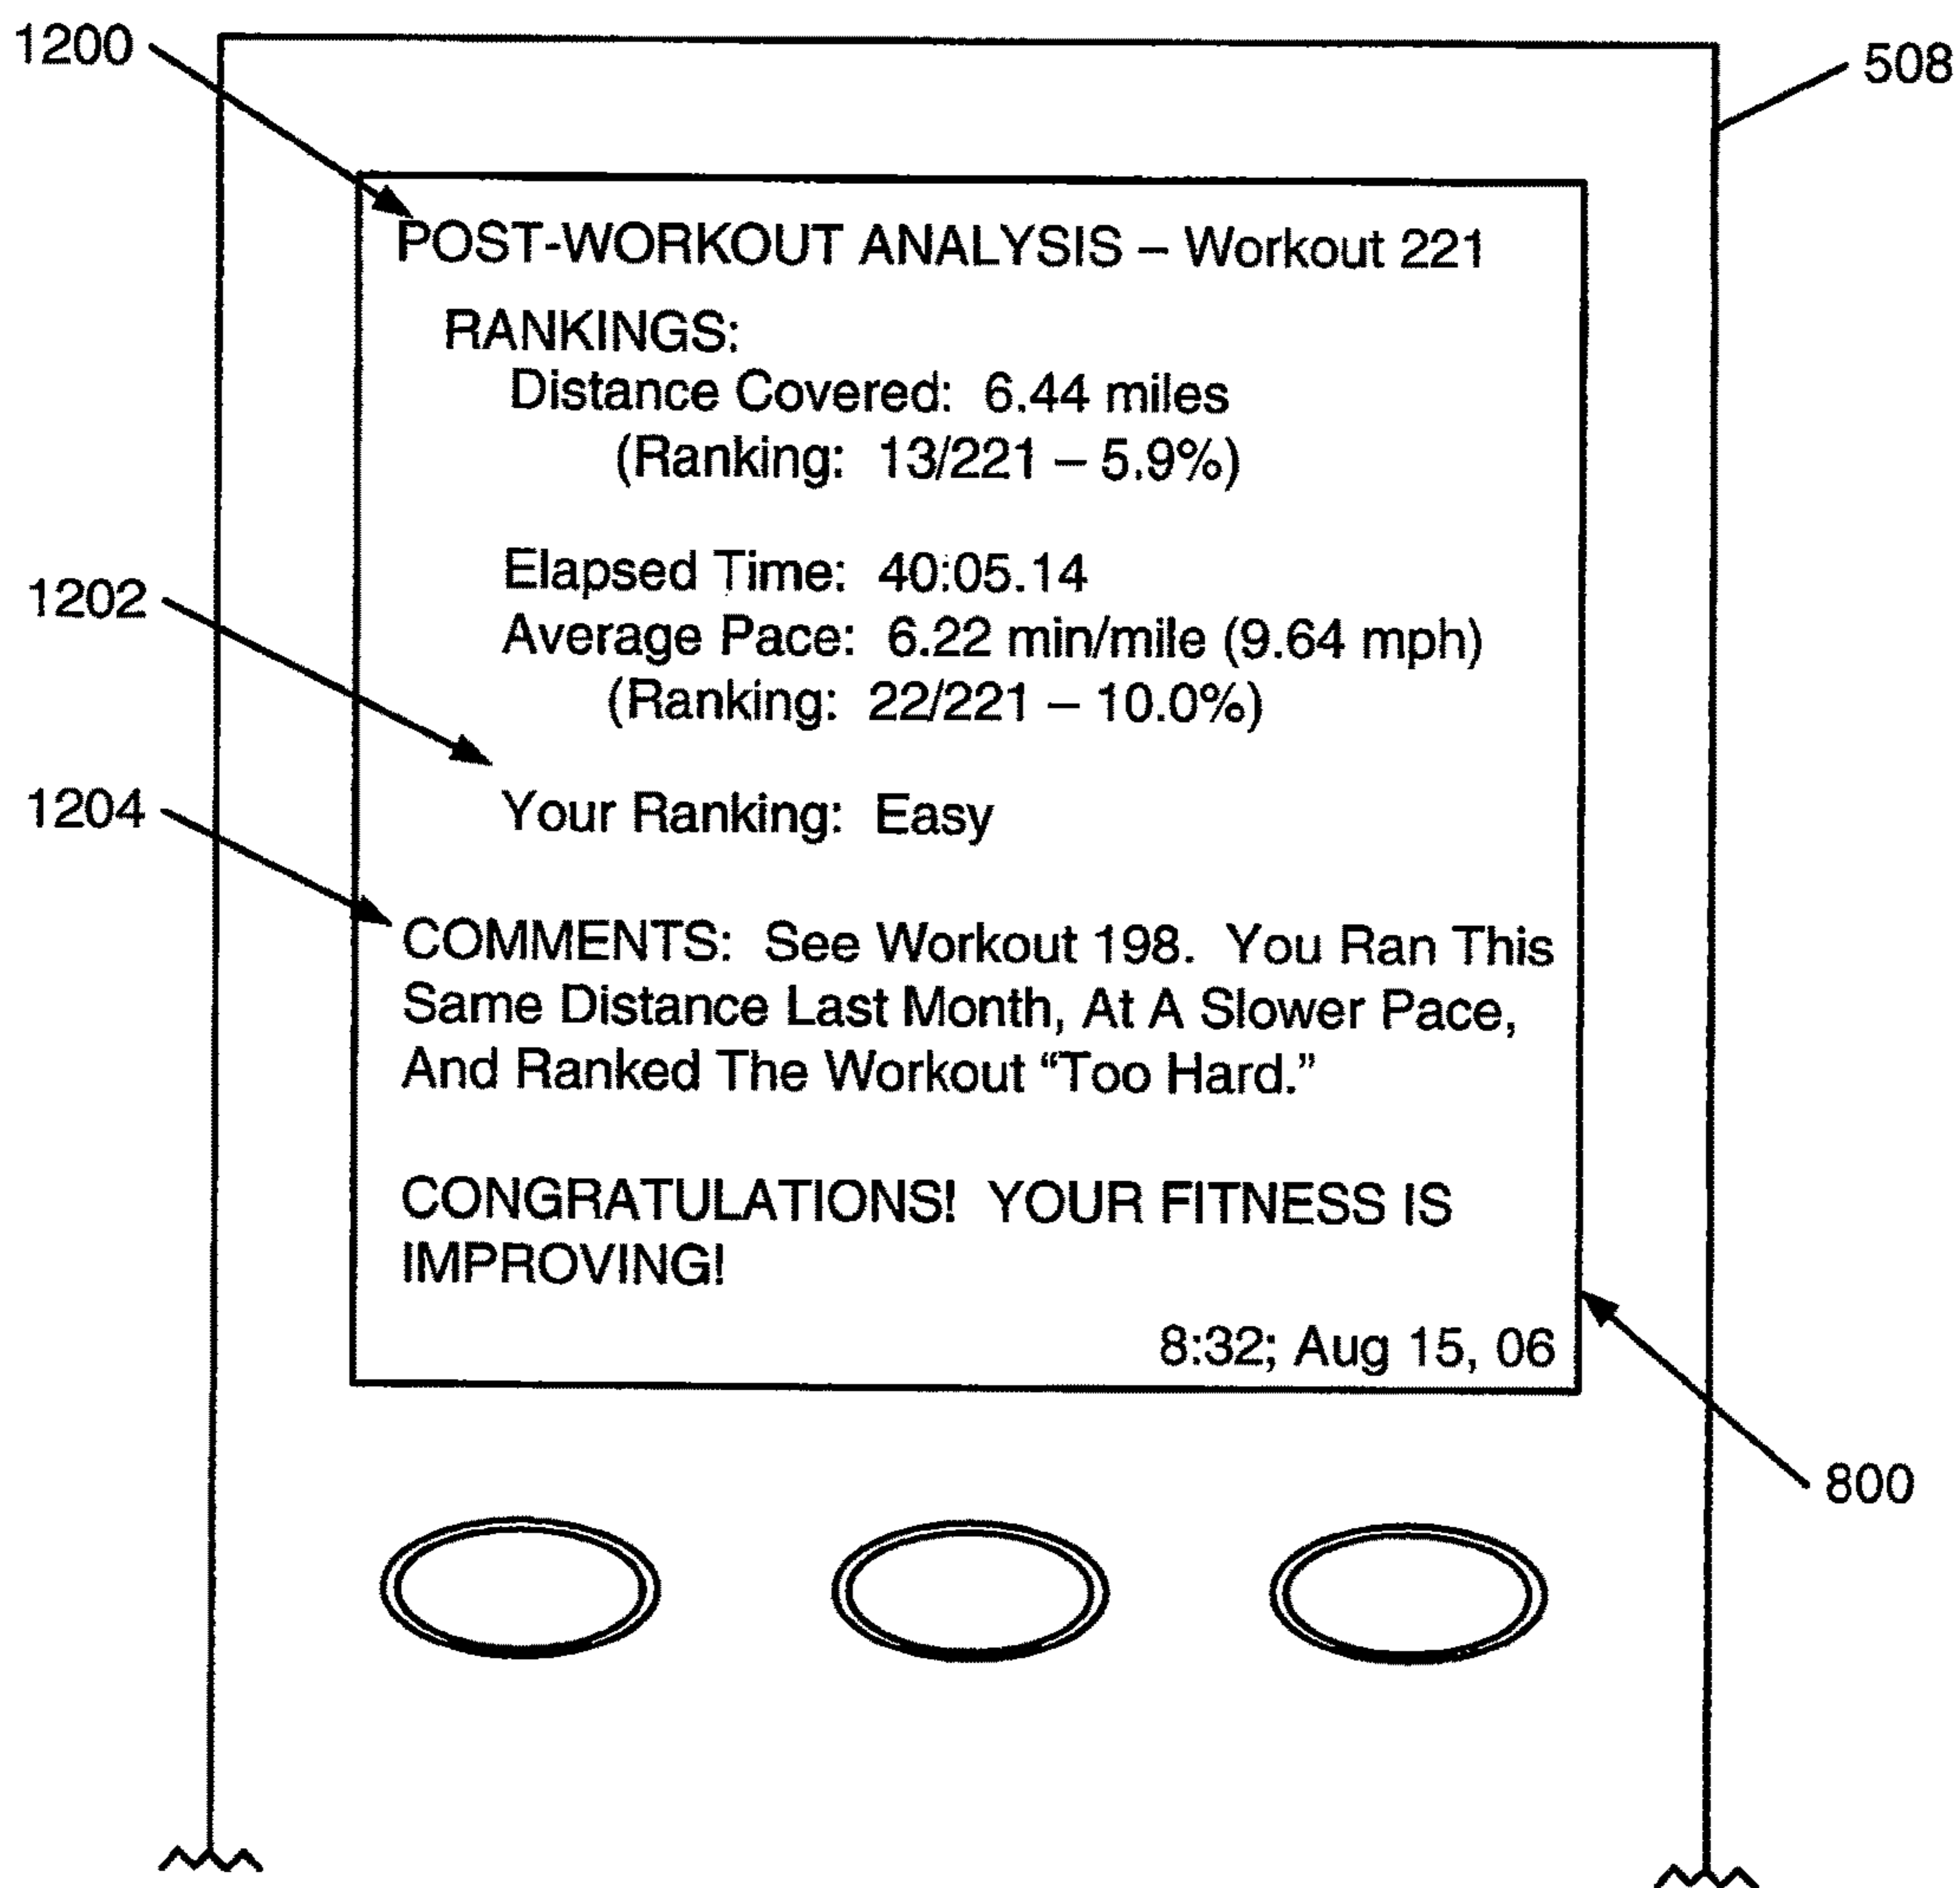 1200
508
POST-WORKOUT ANALYSIS – Workout 221
RANKINGS:
Distance Covered: 6.44 miles
(Ranking: 13/221 – 5.9%)
Elapsed Time: 40:05.14
1202
Average Pace: 6.22 min/mile (9.64 mph)
(Ranking: 22/221 – 10.0%)
1204
Your Ranking: Easy
COMMENTS: See Workout 198. You Ran This
Same Distance Last Month, At A Slower Pace,
And Ranked The Workout “Too Hard.”
CONGRATULATIONS! YOUR FITNESS IS
IMPROVING!
8:32; Aug 15, 06
800